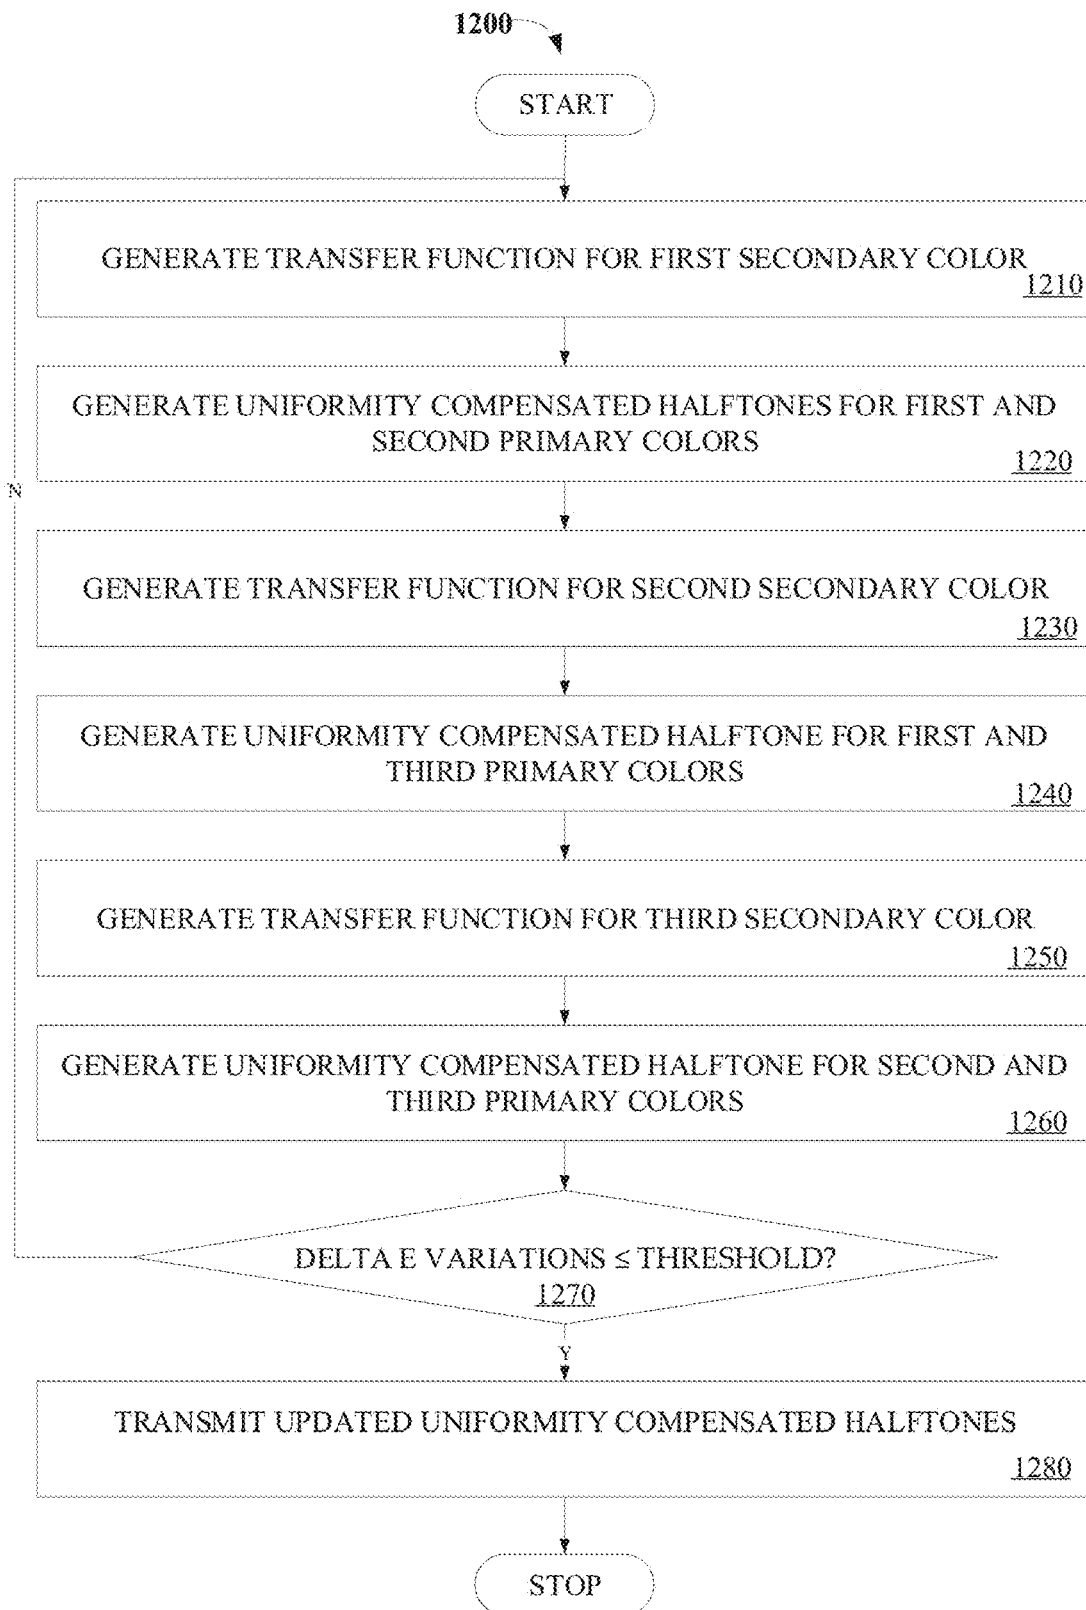 1200
START
GENERATE TRANSFER FUNCTION FOR FIRST SECONDARY COLOR
1210
GENERATE UNIFORMITY COMPENSATED HALFTONES FOR FIRST AND
SECOND PRIMARY COLORS
1220
N
GENERATE TRANSFER FUNCTION FOR SECOND SECONDARY COLOR
1230
GENERATE UNIFORMITY COMPENSATED HALFTONE FOR FIRST AND
THIRD PRIMARY COLORS
1240
GENERATE TRANSFER FUNCTION FOR THIRD SECONDARY COLOR
1250
GENERATE UNIFORMITY COMPENSATED HALFTONE FOR SECOND AND
THIRD PRIMARY COLORS
1260
DELTA E VARIATIONS ≤ THRESHOLD?
1270
Y
TRANSMIT UPDATED UNIFORMITY COMPENSATED HALFTONES
1280
STOP